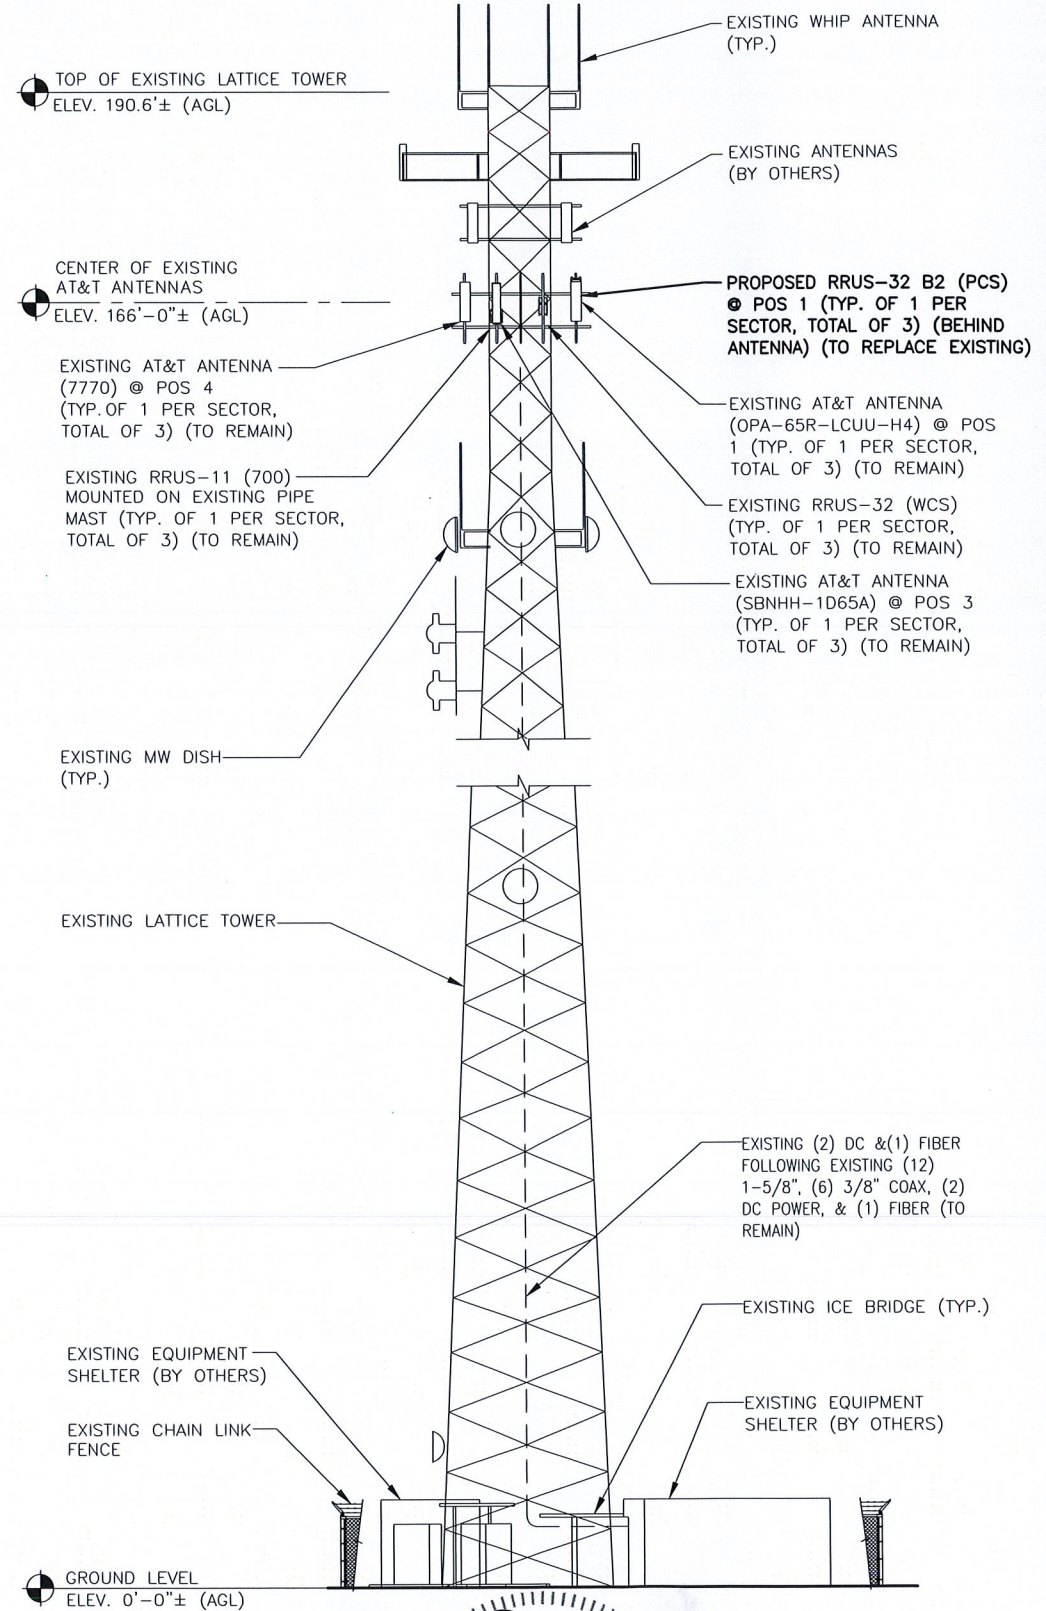 EXISTING WHIP ANTENNA
(TYP.)
TOP OF EXISTING LATTICE TOWER
ELEV. 190.6'± (AGL)
EXISTING ANTENNAS
(BY OTHERS)
CENTER OF EXISTING
AT&T ANTENNAS
ELEV. 166'-0"± (AGL)
PROPOSED RRUS-32 B2 (PCS)
@ POS 1 (TYP. OF 1 PER
SECTOR, TOTAL OF 3) (BEHIND
ANTENNA) (TO REPLACE EXISTING)
EXISTING AT&T ANTENNA
(7770) @ POS 4
(TYP. OF 1 PER SECTOR,
TOTAL OF 3) (TO REMAIN)
EXISTING AT&T ANTENNA
(OPA-65R-LCUU-H4) @ POS
1 (TYP. OF 1 PER SECTOR,
TOTAL OF 3) (TO REMAIN)
EXISTING RRUS-11 (700)
MOUNTED ON EXISTING PIPE
MAST (TYP. OF 1 PER SECTOR,
TOTAL OF 3) (TO REMAIN)
EXISTING RRUS-32 (WCS)
(TYP. OF 1 PER SECTOR,
TOTAL OF 3) (TO REMAIN)
EXISTING AT&T ANTENNA
(SBNHH-1D65A) @ POS 3
(TYP. OF 1 PER SECTOR,
TOTAL OF 3) (TO REMAIN)
EXISTING MW DISH
(TYP.)
EXISTING LATTICE TOWER
EXISTING (2) DC &(1) FIBER
FOLLOWING EXISTING (12)
1-5/8", (6) 3/8" COAX, (2)
DC POWER, & (1) FIBER (TO
REMAIN)
EXISTING ICE BRIDGE (TYP.)
EXISTING EQUIPMENT
SHELTER (BY OTHERS)
EXISTING EQUIPMENT
SHELTER (BY OTHERS)
EXISTING CHAIN LINK
FENCE
GROUND LEVEL
ELEV. 0'-0"± (AGL)